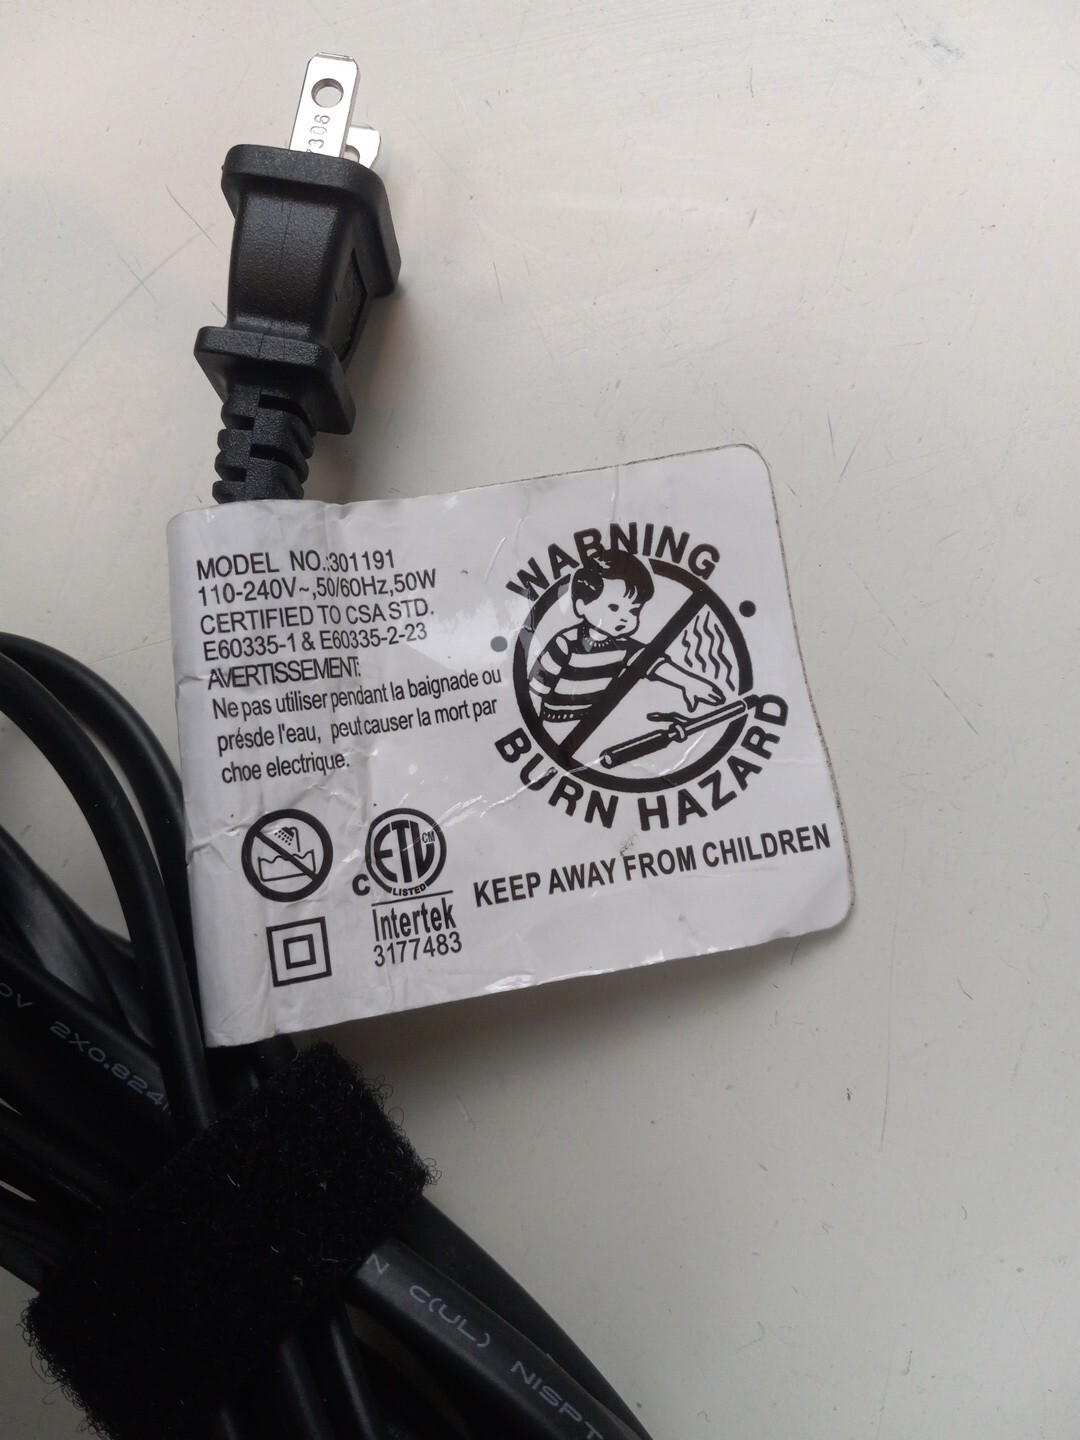 7306
MODEL NO.:301191
110-240V~,50/60Hz,50W
CERTIFIED TO CSA STD.
E60335-1 & E60335-2-23
AVERTISSEMENT:
Ne pas utiliser pendant la baignade ou
présde l'eau, peut causer la mort par
choe electrique.
WARNING
BURN HAZARD
KEEP AWAY FROM CHILDREN
ETL CM
LISTED
C
Intertek
3177483
2X0.824
C(UL) NISPT